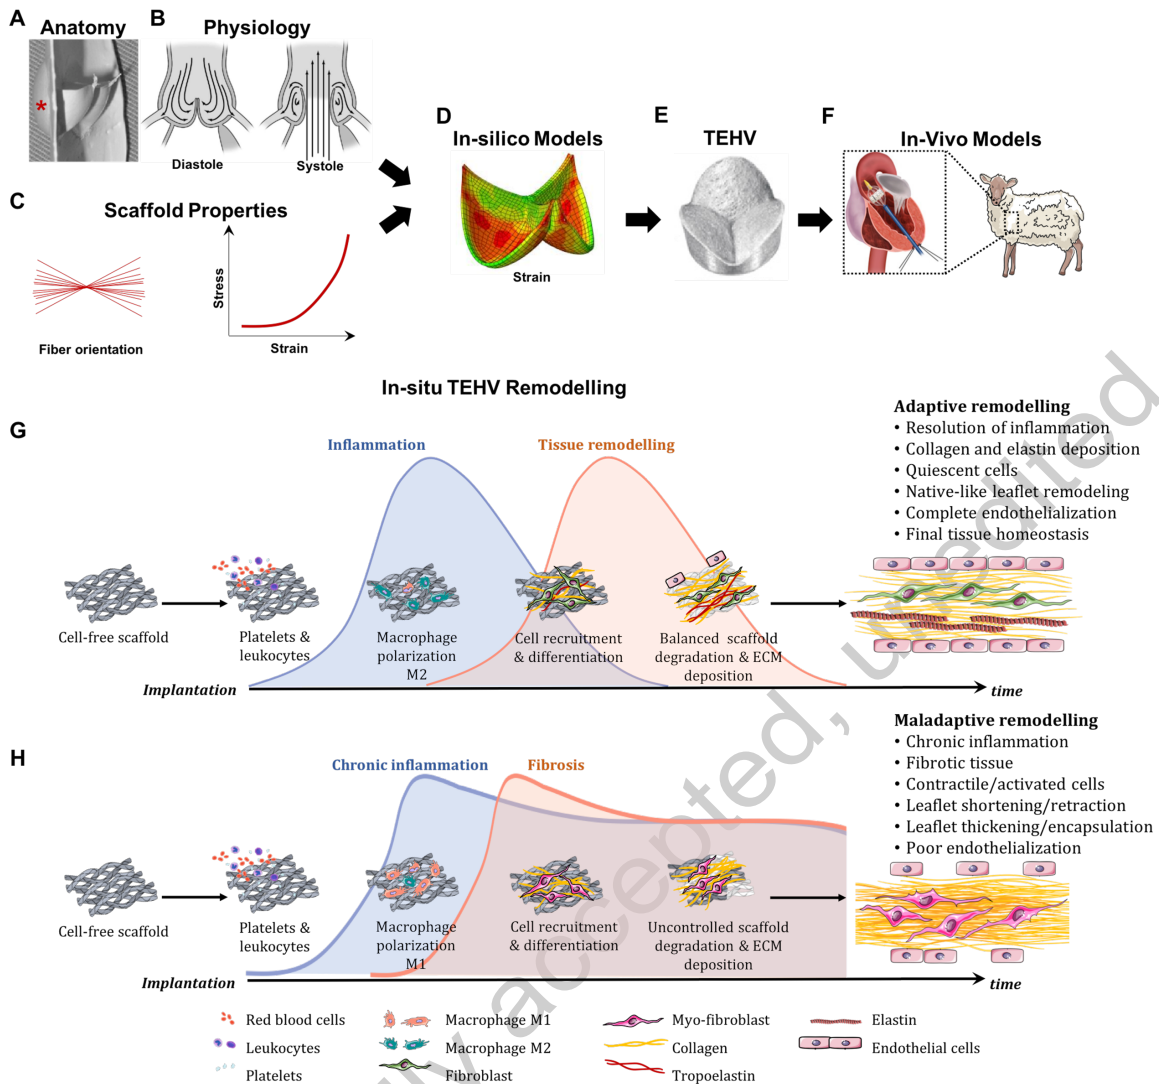 A
Anatomy
B
Physiology
*
Diastole
Systole
C
Scaffold Properties
Fiber orientation
Stress
Strain
D
In-silico Models
Strain
E
TEHV
F
In-Vivo Models
In-situ TEHV Remodelling
G
Inflammation
Tissue remodelling
Cell-free scaffold
Platelets &
leukocytes
Macrophage
polarization
M2
Cell recruitment
& differentiation
Balanced scaffold
degradation & ECM
deposition
Implantation
time
Adaptive remodelling
• Resolution of inflammation
• Collagen and elastin deposition
• Quiescent cells
• Native-like leaflet remodeling
• Complete endothelialization
• Final tissue homeostasis
H
Chronic inflammation
Fibrosis
Cell-free scaffold
Platelets &
leukocytes
Macrophage
polarization
M1
Cell recruitment
& differentiation
Uncontrolled scaffold
degradation & ECM
deposition
Implantation
time
Maladaptive remodelling
• Chronic inflammation
• Fibrotic tissue
• Contractile/activated cells
• Leaflet shortening/retraction
• Leaflet thickening/encapsulation
• Poor endothelialization
Red blood cells
Leukocytes
Platelets
Macrophage M1
Macrophage M2
Fibroblast
Myo-fibroblast
Collagen
Tropoelastin
Elastin
Endothelial cells
accepted, unedited